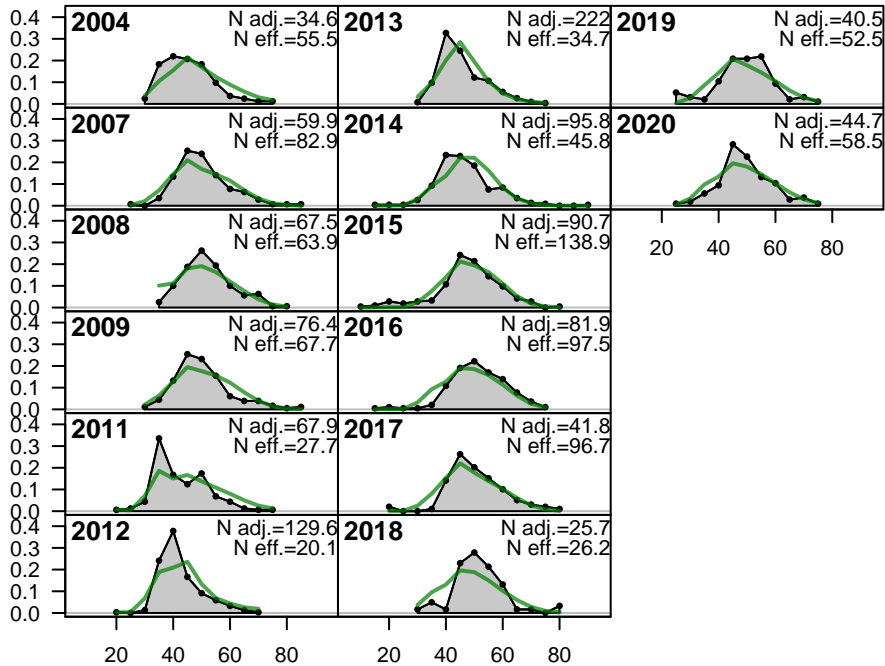 0.4 2004 N adj.=34.6 2013 N adj.=222 2019 N adj.=40.5
0.3 N eff.=55.5 N eff.=34.7 N eff.=52.5
0.2
0.1
0.0
0.4 2007 N adj.=59.9 2014 N adj.=95.8 2020 N adj.=44.7
0.3 N eff.=82.9 N eff.=45.8 N eff.=58.5
0.2
0.1
0.0
0.4 2008 N adj.=67.5 2015 N adj.=90.7
0.3 N eff.=63.9 N eff.=138.9
0.2 20 40 60 80
0.1
0.0
0.4 2009 N adj.=76.4 2016 N adj.=81.9
0.3 N eff.=67.7 N eff.=97.5
0.2
0.1
0.0
0.4 2011 N adj.=67.9 2017 N adj.=41.8
0.3 N eff.=27.7 N eff.=96.7
0.2
0.1
0.0
0.4 2012 N adj.=129.6 2018 N adj.=25.7
0.3 N eff.=20.1 N eff.=26.2
0.2
0.1
0.0
20 40 60 80 20 40 60 80